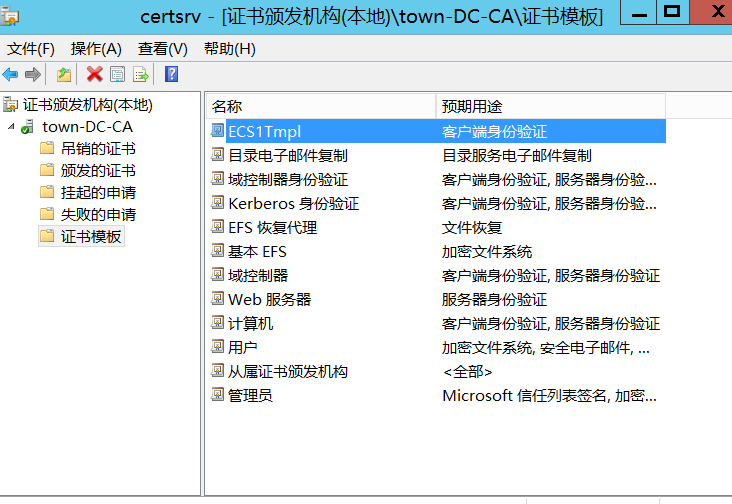 certsrv - [证书颁发机构(本地)\town-DC-CA\证书模板]
文件(F) 操作(A) 查看(V) 帮助(H)
证书颁发机构(本地)
town-DC-CA
吊销的证书
颁发的证书
挂起的申请
失败的申请
证书模板
名称 预期用途
ECS1Tmpl 客户端身份验证
目录电子邮件复制 目录服务电子邮件复制
域控制器身份验证 客户端身份验证, 服务器身份验...
Kerberos 身份验证 客户端身份验证, 服务器身份验...
EFS 恢复代理 文件恢复
基本 EFS 加密文件系统
域控制器 客户端身份验证, 服务器身份验证
Web 服务器 服务器身份验证
计算机 客户端身份验证, 服务器身份验证
用户 加密文件系统, 安全电子邮件, ...
从属证书颁发机构 <全部>
管理员 Microsoft 信任列表签名, 加密...